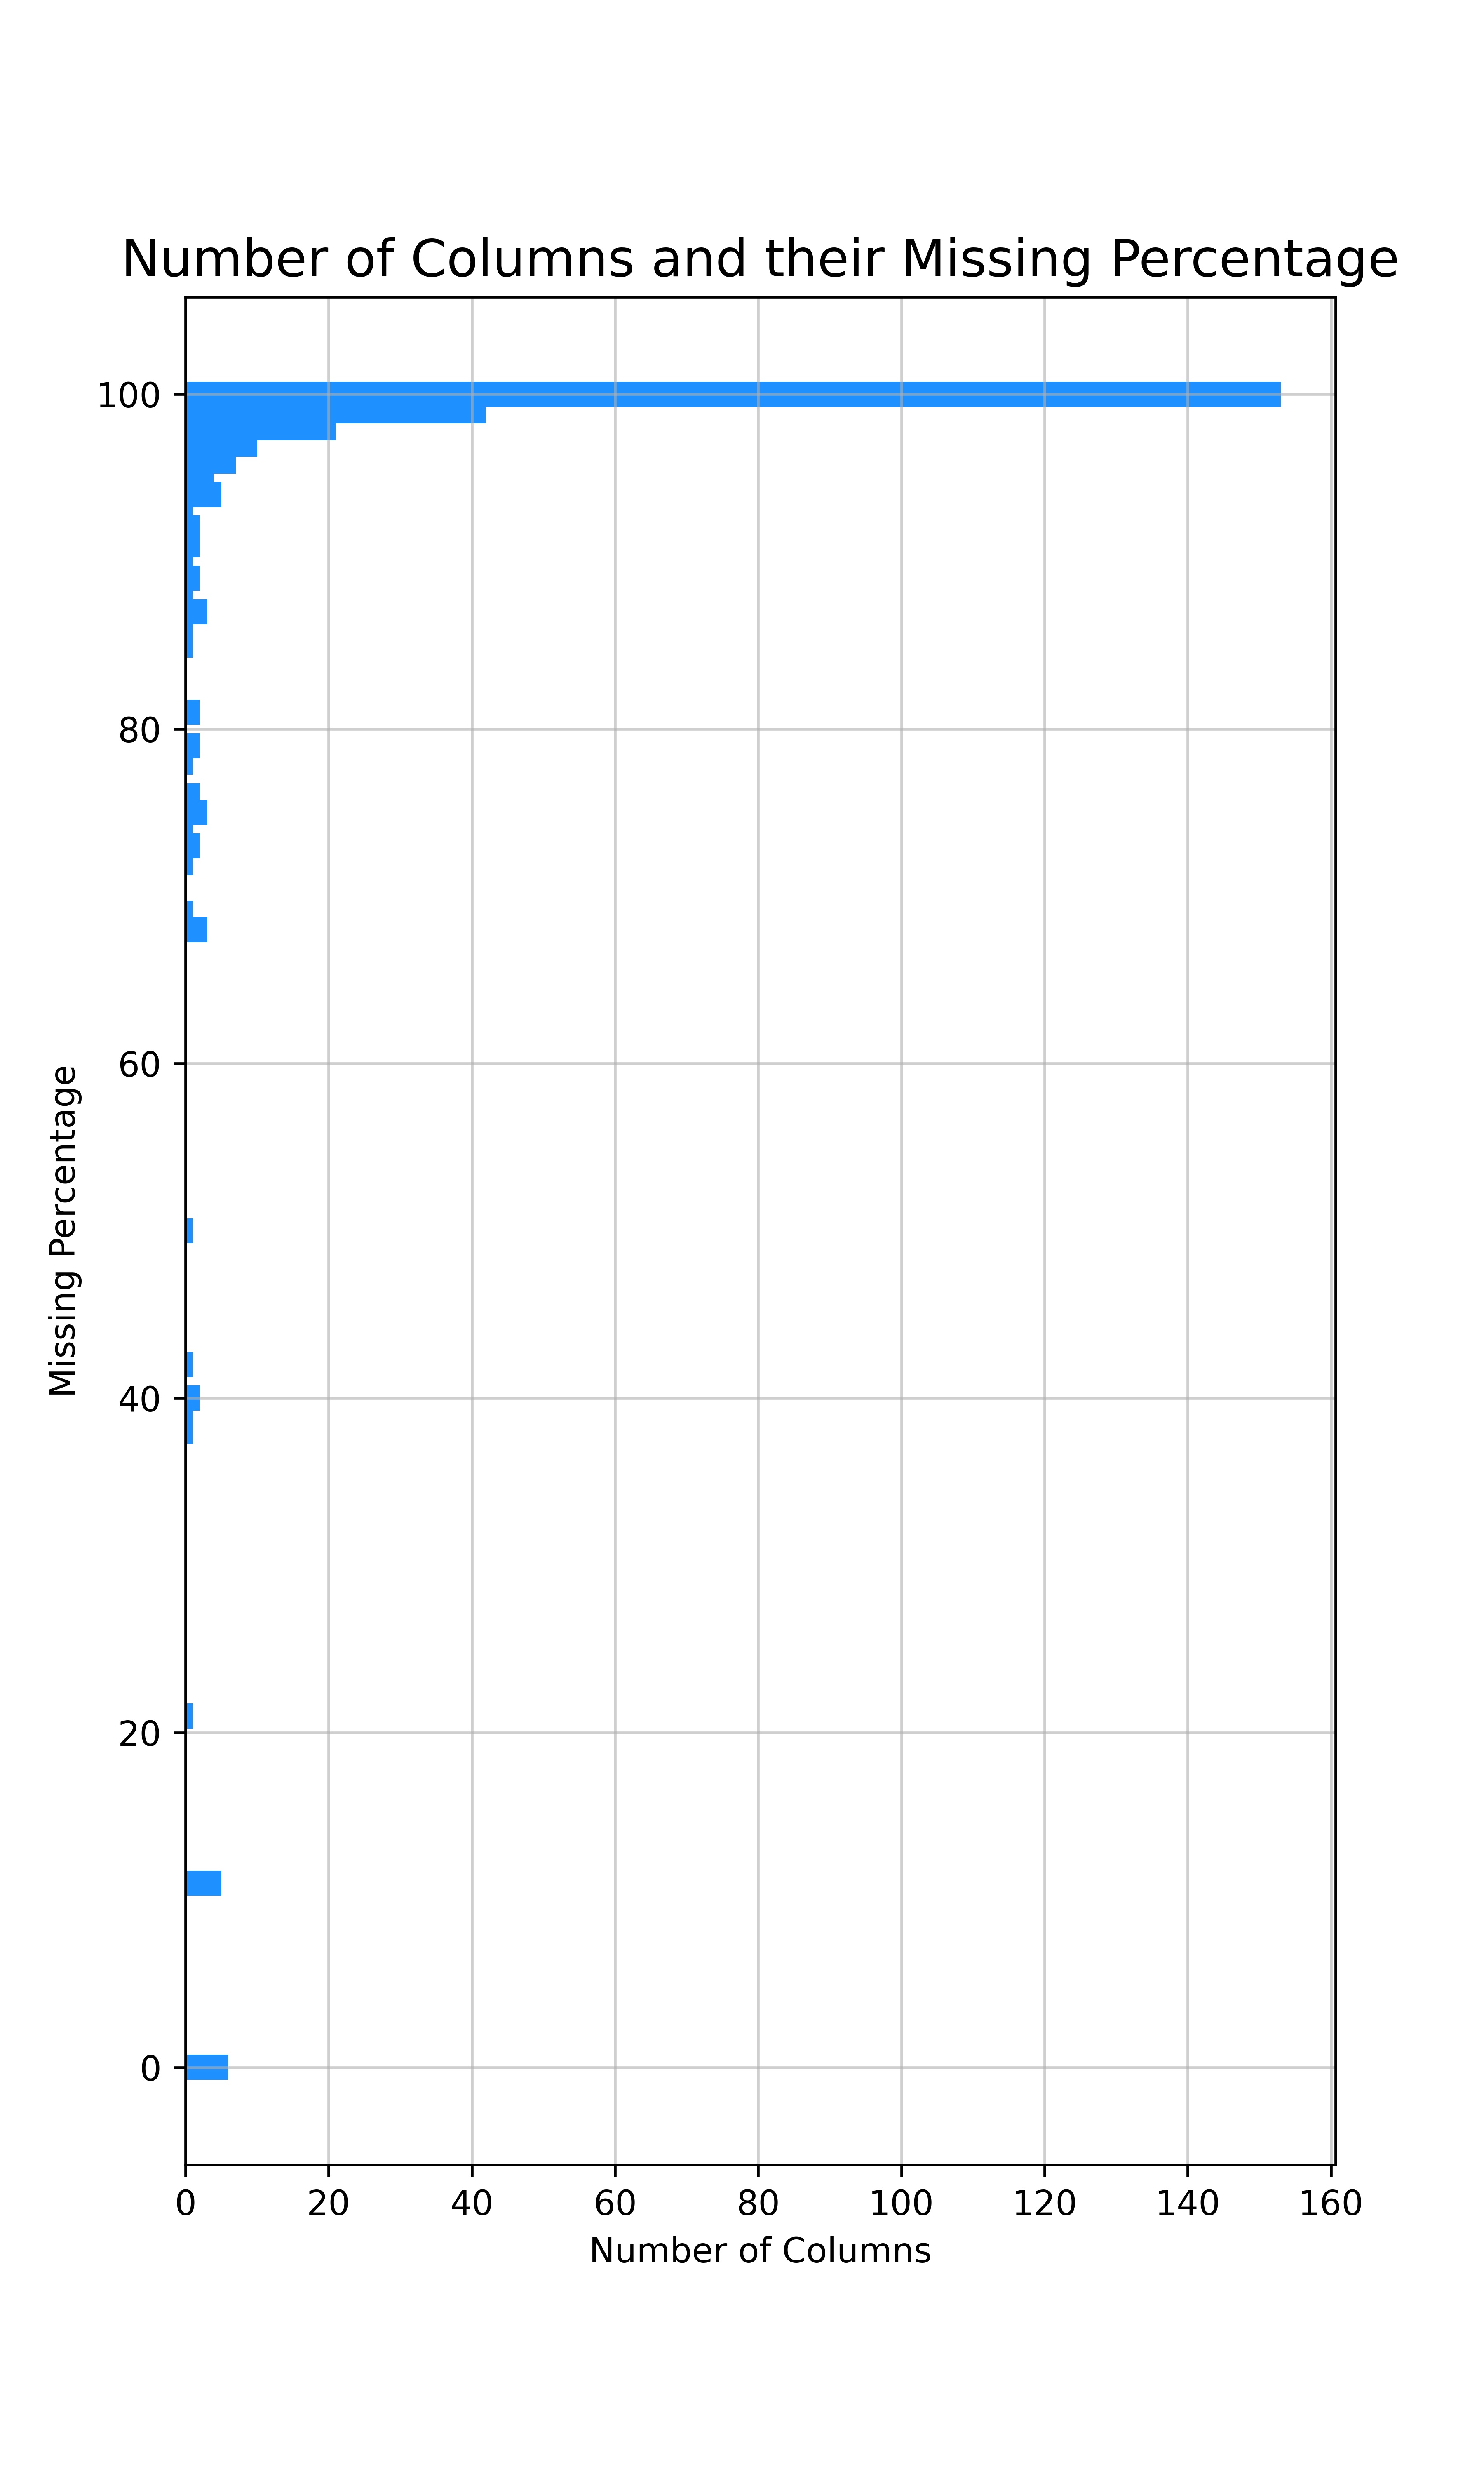 Number of Columns and their Missing Percentage
100
80
60
40
20
0
Missing Percentage
0 20 40 60 80 100 120 140 160
Number of Columns